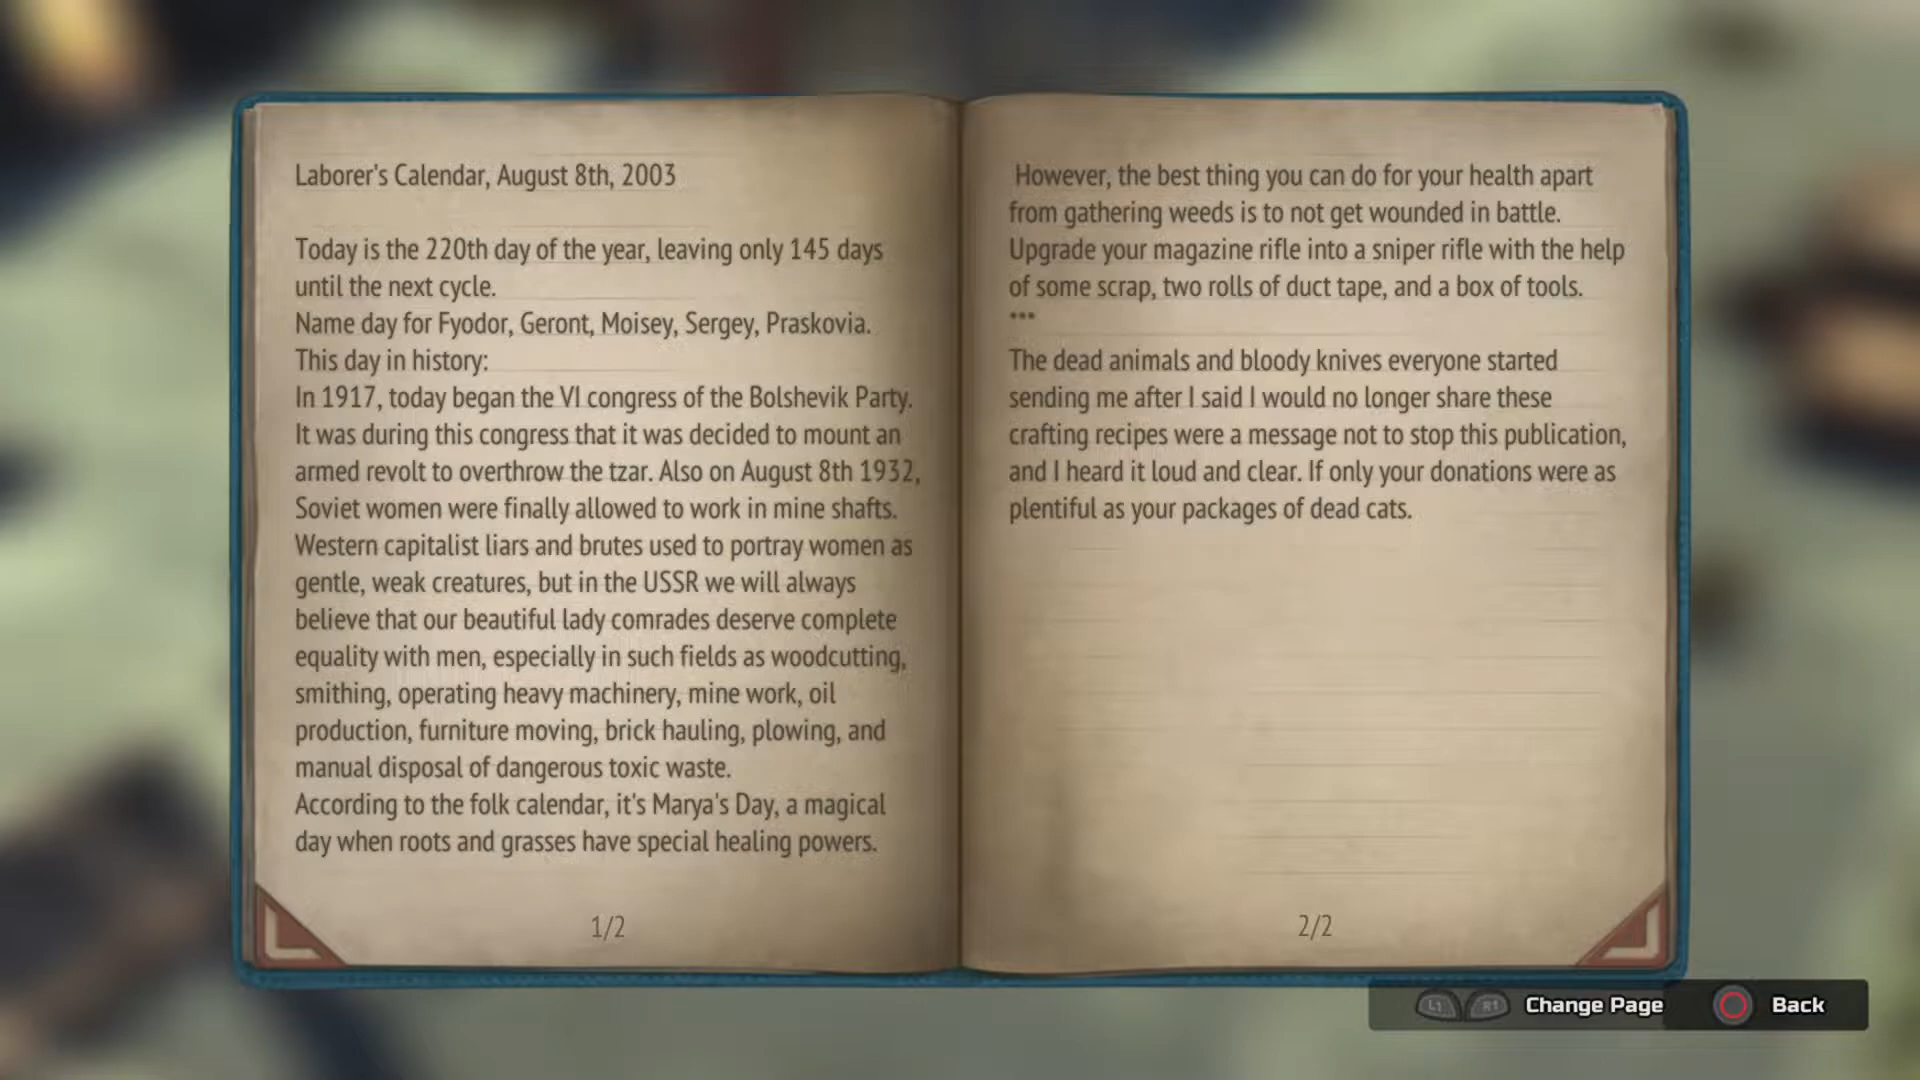 Laborer's Calendar, August 8th, 2003
Today is the 220th day of the year, leaving only 145 days
until the next cycle.
Name day for Fyodor, Geront, Moisey, Sergey, Praskovia.
This day in history:
In 1917, today began the VI congress of the Bolshevik Party.
It was during this congress that it was decided to mount an
armed revolt to overthrow the tzar. Also on August 8th 1932,
Soviet women were finally allowed to work in mine shafts.
Western capitalist liars and brutes used to portray women as
gentle, weak creatures, but in the USSR we will always
believe that our beautiful lady comrades deserve complete
equality with men, especially in such fields as woodcutting,
smithing, operating heavy machinery, mine work, oil
production, furniture moving, brick hauling, plowing, and
manual disposal of dangerous toxic waste.
According to the folk calendar, it's Marya's Day, a magical
day when roots and grasses have special healing powers.
1/2
However, the best thing you can do for your health apart
from gathering weeds is to not get wounded in battle.
Upgrade your magazine rifle into a sniper rifle with the help
of some scrap, two rolls of duct tape, and a box of tools.
***
The dead animals and bloody knives everyone started
sending me after I said I would no longer share these
crafting recipes were a message not to stop this publication,
and I heard it loud and clear. If only your donations were as
plentiful as your packages of dead cats.
2/2
L1 R1 Change Page Back